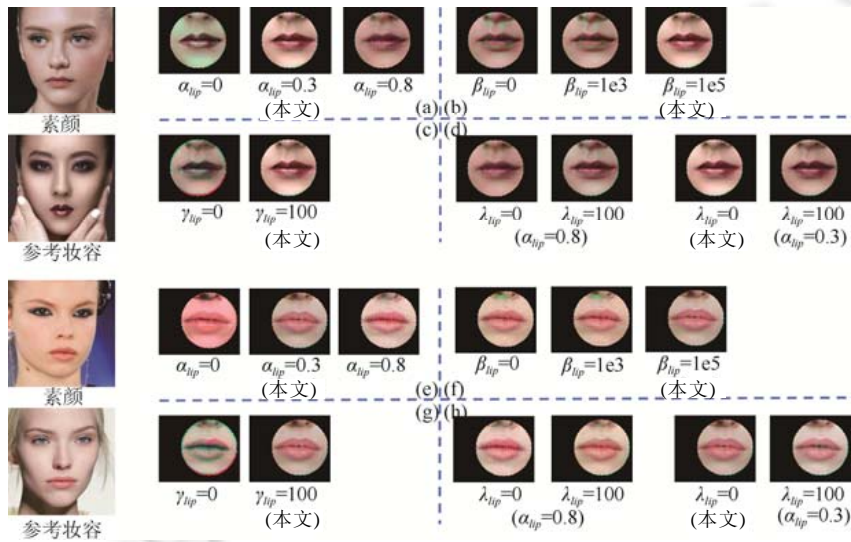 α_lip=0 α_lip=0.3 α_lip=0.8 β_lip=0 β_lip=1e3 β_lip=1e5
(本文) (a) (b) (本文)
素颜
(c) (d)
γ_lip=0 γ_lip=100 λ_lip=0 λ_lip=100 λ_lip=0 λ_lip=100
(本文) (α_lip=0.8) (本文) (α_lip=0.3)
参考妆容
α_lip=0 α_lip=0.3 α_lip=0.8 β_lip=0 β_lip=1e3 β_lip=1e5
(本文) (e) (f) (本文)
素颜
(g) (h)
γ_lip=0 γ_lip=100 λ_lip=0 λ_lip=100 λ_lip=0 λ_lip=100
(本文) (α_lip=0.8) (本文) (α_lip=0.3)
参考妆容